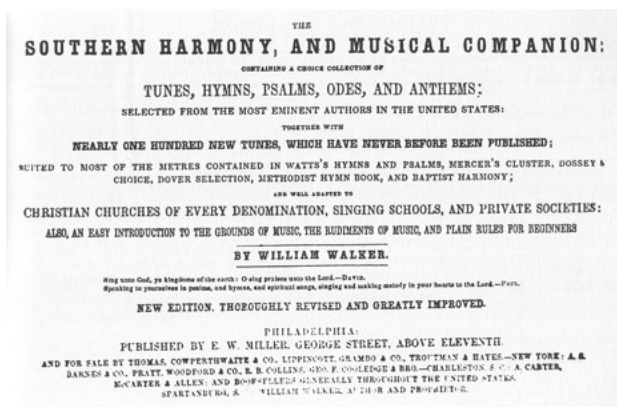 THE
SOUTHERN HARMONY, AND MUSICAL COMPANION:
CONTAINING A CHOICE COLLECTION OF
TUNES, HYMNS, PSALMS, ODES, AND ANTHEMS;
SELECTED FROM THE MOST EMINENT AUTHORS IN THE UNITED STATES:
TOGETHER WITH
NEARLY ONE HUNDRED NEW TUNES, WHICH HAVE NEVER BEFORE BEEN PUBLISHED;
SUITED TO MOST OF THE METRES CONTAINED IN WATTS'S HYMNS AND PSALMS, MERCER'S CLUSTER, DOSSEY'S
CHOICE, DOVER SELECTION, METHODIST HYMN BOOK, AND BAPTIST HARMONY;
AND WELL ADAPTED TO
CHRISTIAN CHURCHES OF EVERY DENOMINATION, SINGING SCHOOLS, AND PRIVATE SOCIETIES:
ALSO, AN EASY INTRODUCTION TO THE GROUNDS OF MUSIC, THE RUDIMENTS OF MUSIC, AND PLAIN RULES FOR BEGINNERS
BY WILLIAM WALKER.
Sing unto God, ye kingdoms of the earth: O sing praises unto the Lord.—DAVID.
Speaking to yourselves in psalms, and hymns, and spiritual songs, singing and making melody in your hearts to the Lord.—PAUL.
NEW EDITION, THOROUGHLY REVISED AND GREATLY IMPROVED.
PHILADELPHIA:
PUBLISHED BY E. W. MILLER, GEORGE STREET, ABOVE ELEVENTH.
AND FOR SALE BY THOMAS, COWPERTHWAITE & CO., LIPPINCOTT, GRAMBO & CO., TROUTMAN & HAYES.—NEW YORK: A. S.
BARNES & CO., PRATT, WOODFORD & CO., R. B. COLLINS, GEO. F. COOLEDGE & BRO.—CHARLESTON, S. C.: A. CARTER,
McCARTER & ALLEN: AND BOOKSELLERS GENERALLY THROUGHOUT THE UNITED STATES.
SPARTANBURG, S. WILLIAM WALKER, AUTHOR AND PROPRIETOR.